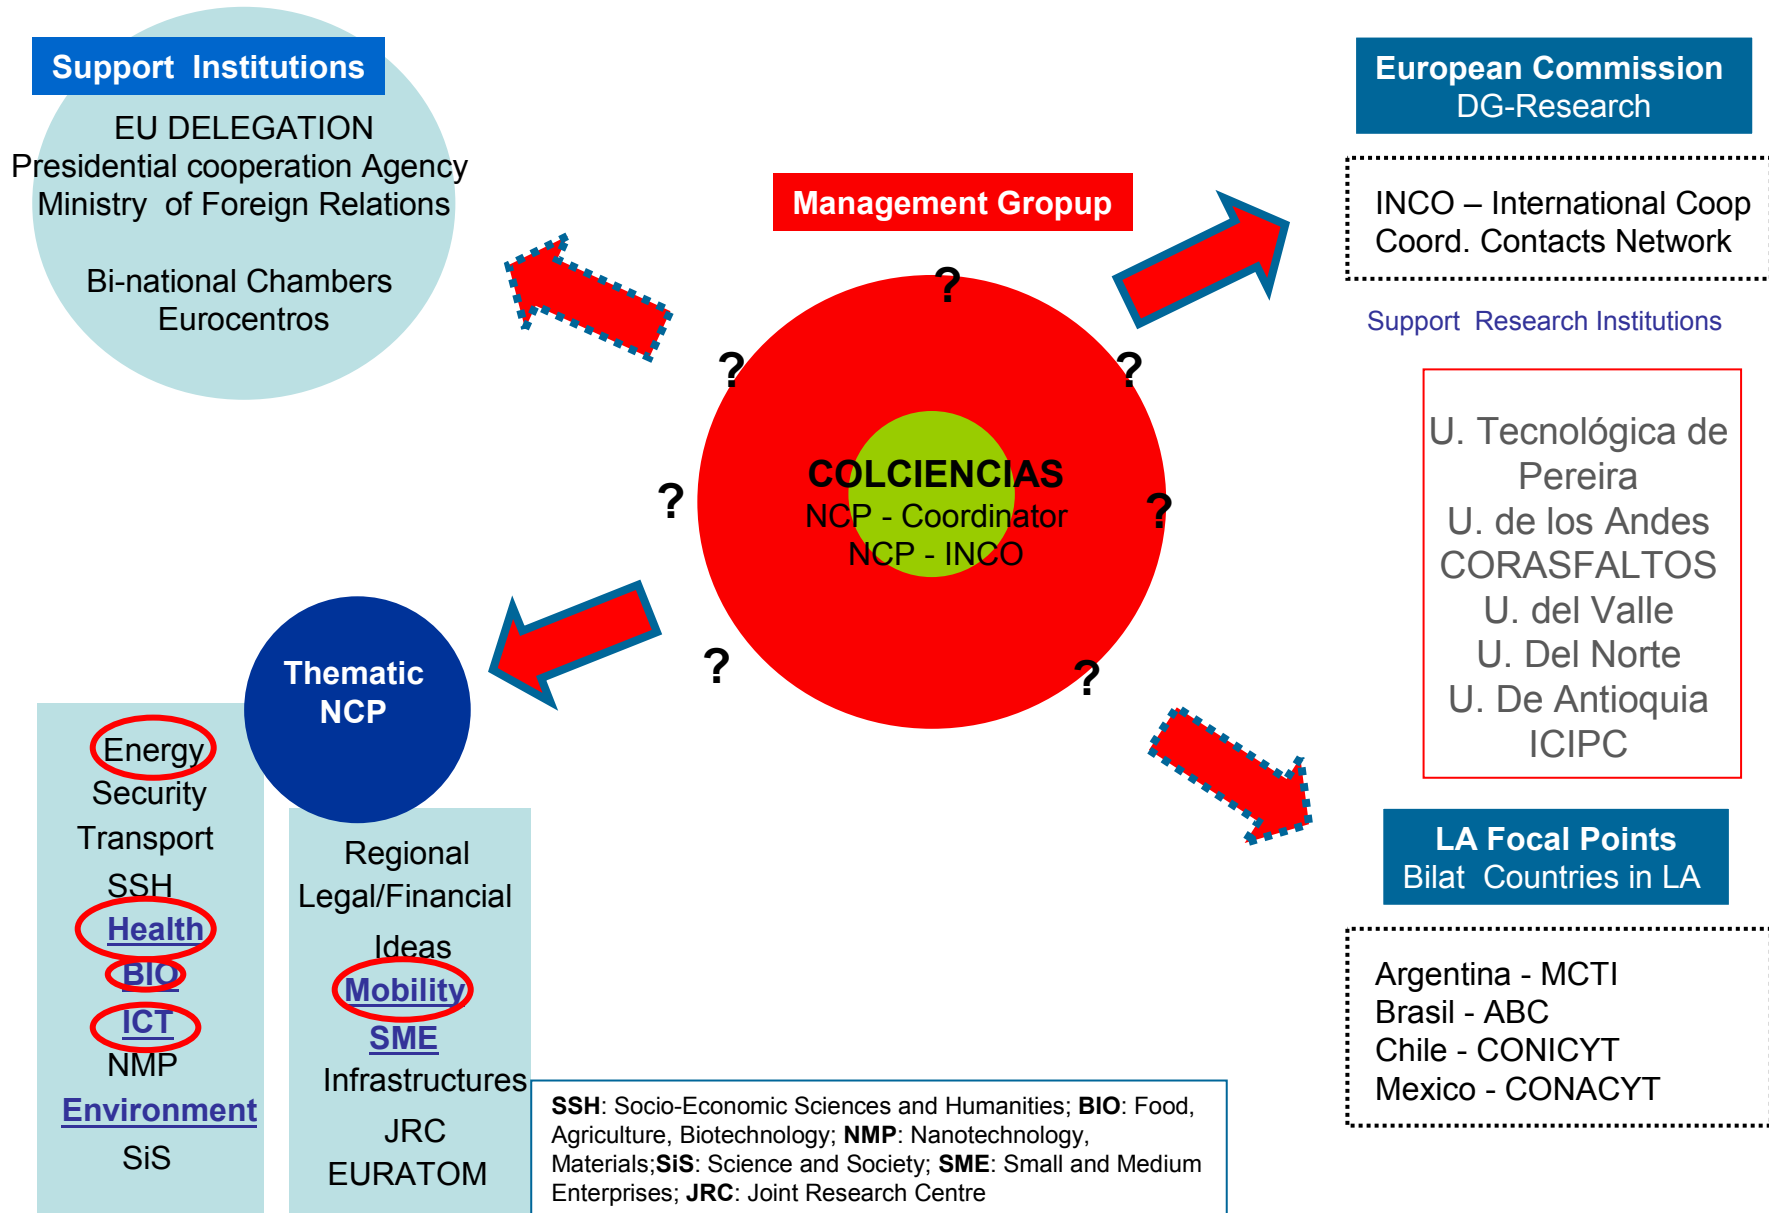 Support Institutions
EU DELEGATION
Presidential cooperation Agency
Ministry of Foreign Relations
Bi-national Chambers
Eurocentros
Management Gropup
European Commission
DG-Research
INCO – International Coop
Coord. Contacts Network
Support Research Institutions
?
?
?
?
?
?
?
COLCIENCIAS
NCP - Coordinator
NCP - INCO
U. Tecnológica de
Pereira
U. de los Andes
CORASFALTOS
U. del Valle
U. Del Norte
U. De Antioquia
ICIPC
Thematic
NCP
Energy
Security
Transport
SSH
Health
BIO
ICT
NMP
Environment
SiS
Regional
Legal/Financial
Ideas
Mobility
SME
Infrastructures
JRC
EURATOM
LA Focal Points
Bilat Countries in LA
Argentina - MCTI
Brasil - ABC
Chile - CONICYT
Mexico - CONACYT
SSH: Socio-Economic Sciences and Humanities; BIO: Food,
Agriculture, Biotechnology; NMP: Nanotechnology,
Materials;SiS: Science and Society; SME: Small and Medium
Enterprises; JRC: Joint Research Centre